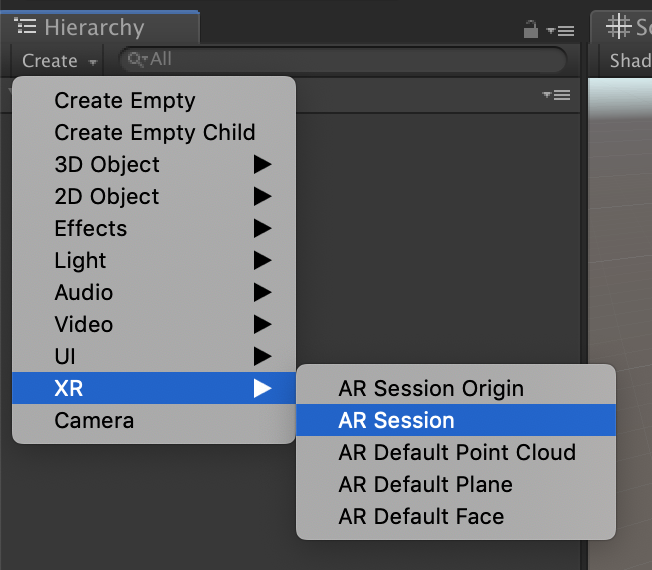 Hierarchy
Create
All
Shad
Create Empty
Create Empty Child
3D Object
2D Object
Effects
Light
Audio
Video
UI
XR
Camera
AR Session Origin
AR Session
AR Default Point Cloud
AR Default Plane
AR Default Face